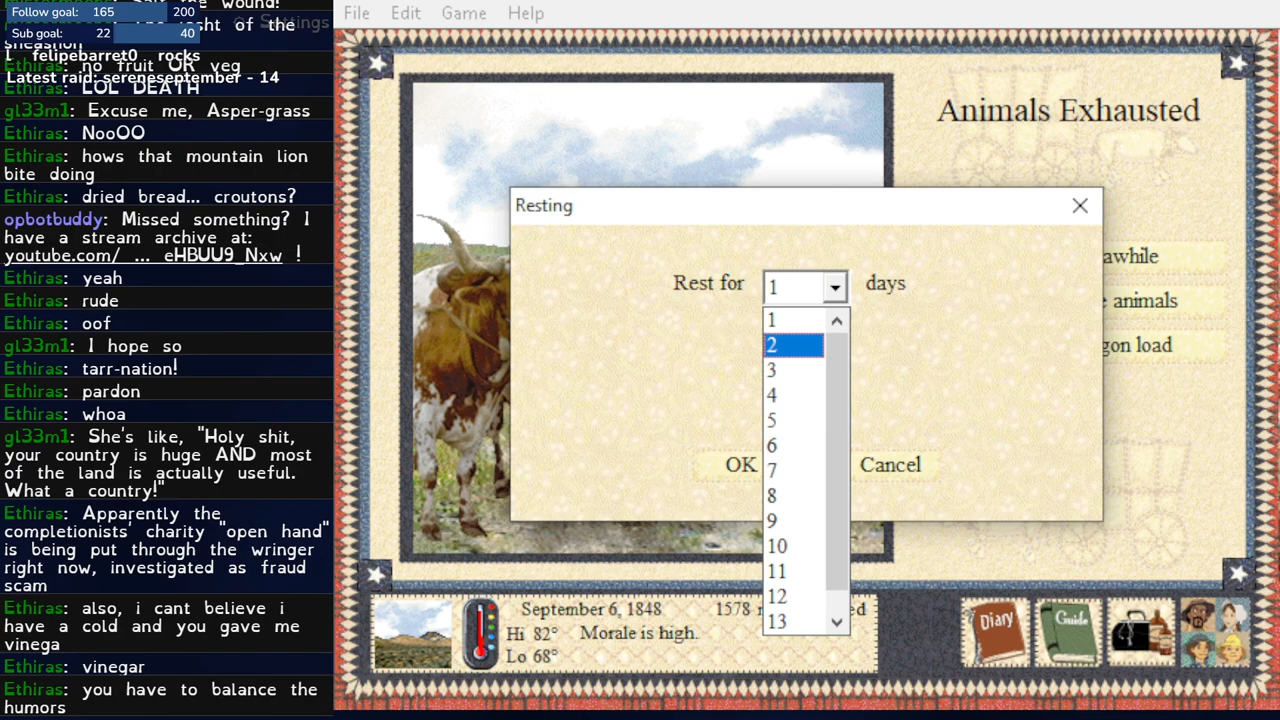 Follow goal: 165 200
Sub goal: 22 40
Settings
wound!
of the
1 felipebarret0_ rocks
Ethiras: no fruit OR veg
Latest raid: sereneseptember - 14
Ethiras: LOL DEATH
gl33m1: Excuse me, Asper-grass
Ethiras: NooOO
Ethiras: hows that mountain lion
bite doing
Ethiras: dried bread... croutons?
opbotbuddy: Missed something? I
have a stream archive at:
youtube.com/ ... eHBUU9_Nxw !
Ethiras: yeah
Ethiras: rude
Ethiras: oof
gl33m1: I hope so
Ethiras: tarr-nation!
Ethiras: pardon
Ethiras: whoa
gl33m1: She's like, "Holy shit,
your country is huge AND most
of the land is actually useful.
What a country!"
Ethiras: Apparently the
completionists' charity "open hand"
is being put through the wringer
right now, investigated as fraud
scam
Ethiras: also, i cant believe i
have a cold and you gave me
vinega
Ethiras: vinegar
Ethiras: you have to balance the
humors
File Edit Game Help
Animals Exhausted
awhile
animals
gon load
Resting
Rest for 1 days
1
2
3
4
5
6
7
8
9
10
11
12
13
OK Cancel
September 6, 1848 1578
Hi 82° Morale is high.
Lo 68°
Diary
Guide